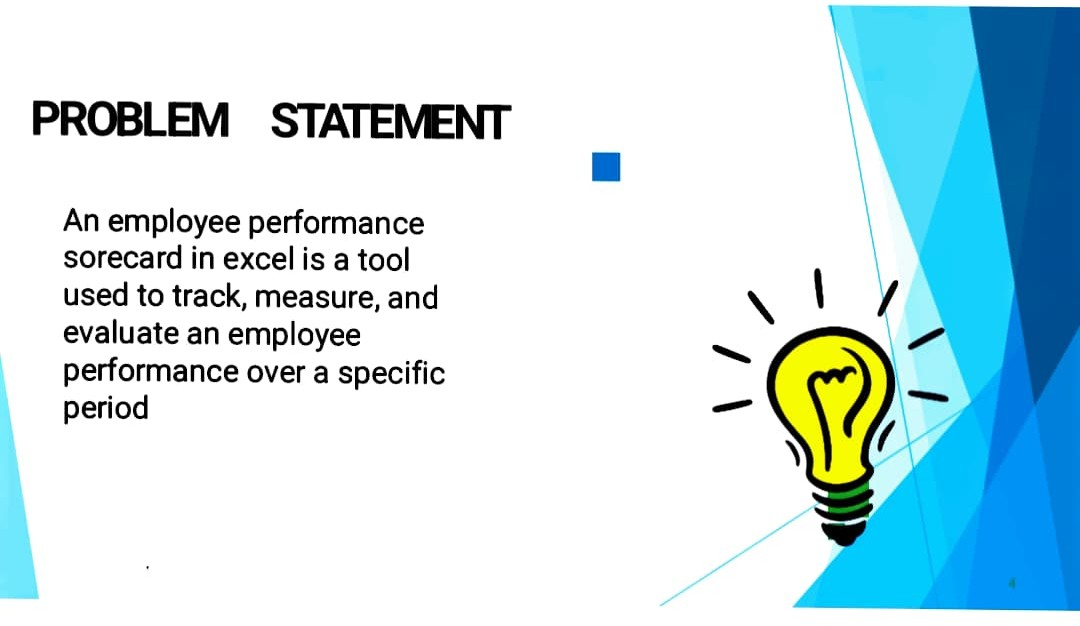 PROBLEM STATEMENT
An employee performance
sorecard in excel is a tool
used to track, measure, and
evaluate an employee
performance over a specific
period
4